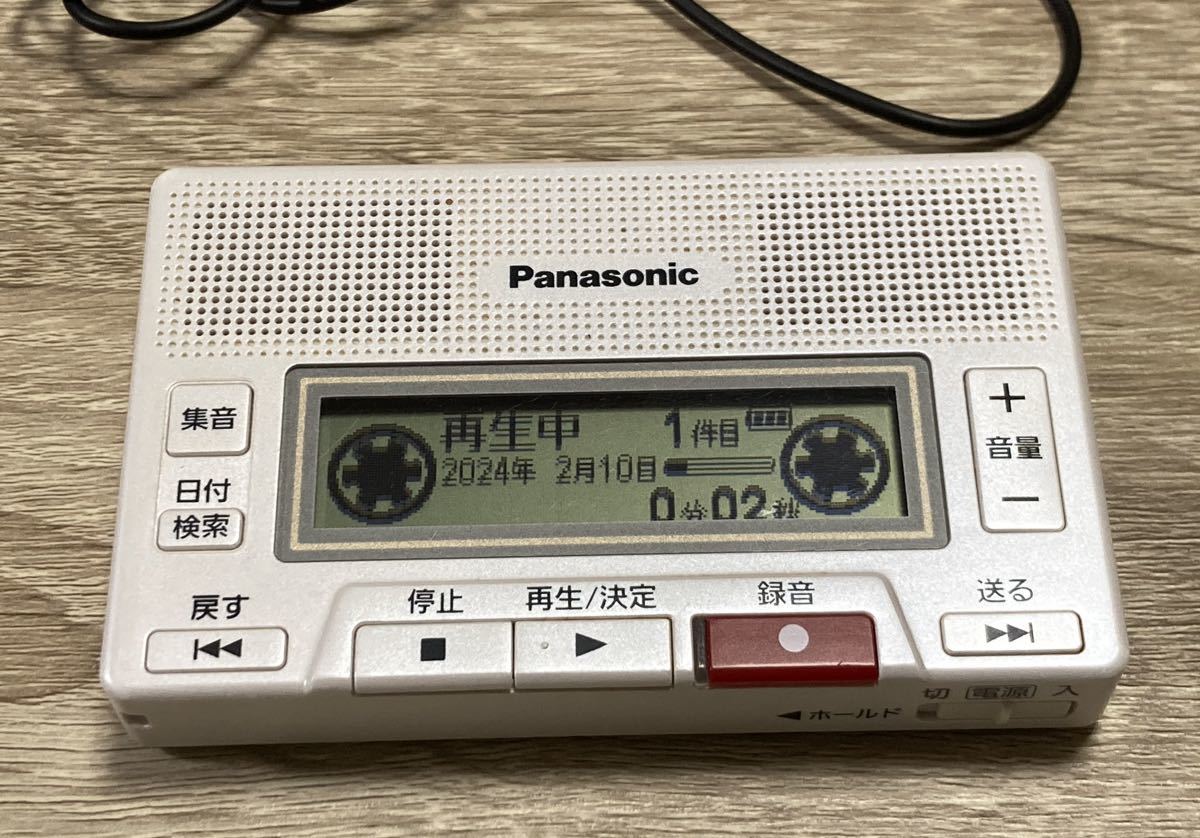 Panasonic
集音
日付
検索
再生中 1件目
2024年 2月10日
0分02秒
+
音量
−
戻す
停止
再生/決定
録音
送る
切 電源 入
◀ホールド